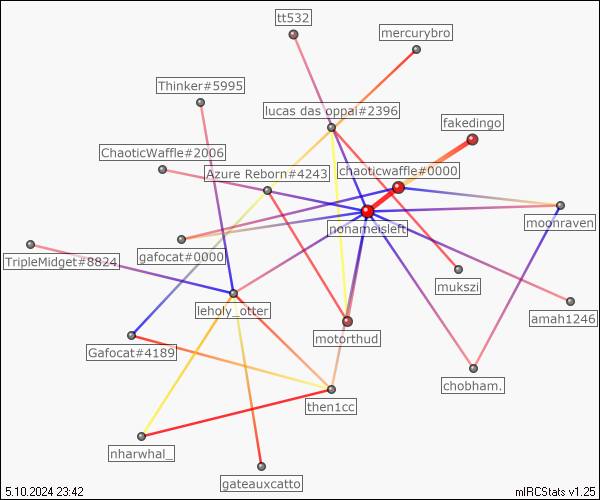 tt532
mercurybro
Thinker#5995
lucas das oppai#2396
fakedingo
ChaoticWaffle#2006
chaoticwaffle#0000
Azure Reborn#4243
moonraven
nonameisleft
gafocat#0000
TripleMidget#8824
mukszi
leholy_otter
amah1246
motorthud
Gafocat#4189
chobham.
then1cc
nharwhal_
gateauxcatto
5.10.2024 23:42
mIRCStats v1.25